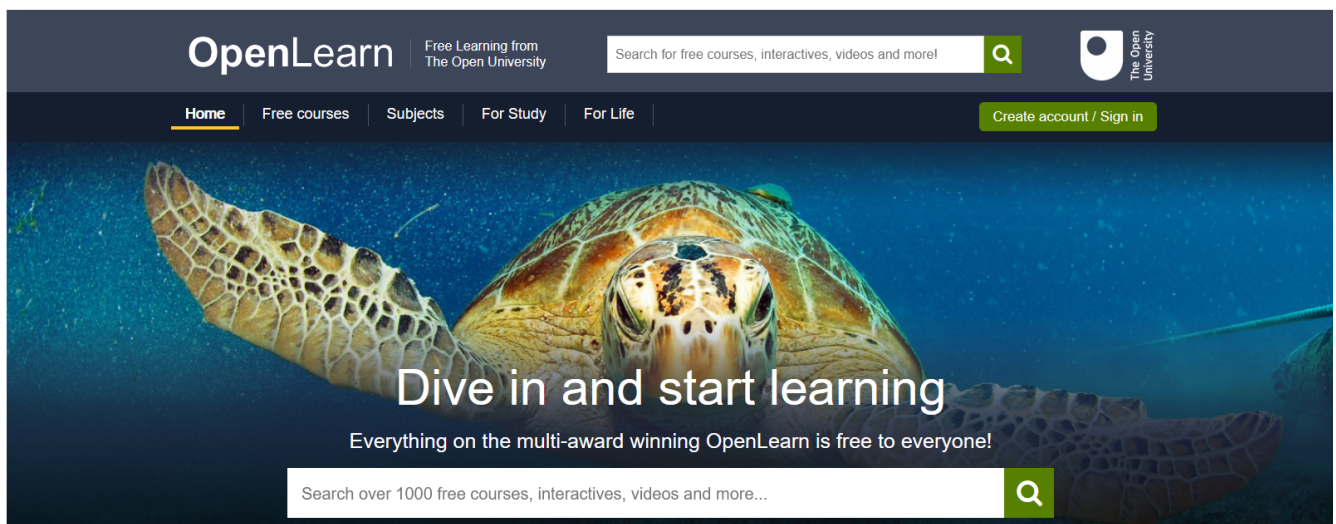 OpenLearn
Free Learning from
The Open University
Search for free courses, interactives, videos and more!
The Open
University
Home
Free courses
Subjects
For Study
For Life
Create account / Sign in
Dive in and start learning
Everything on the multi-award winning OpenLearn is free to everyone!
Search over 1000 free courses, interactives, videos and more...